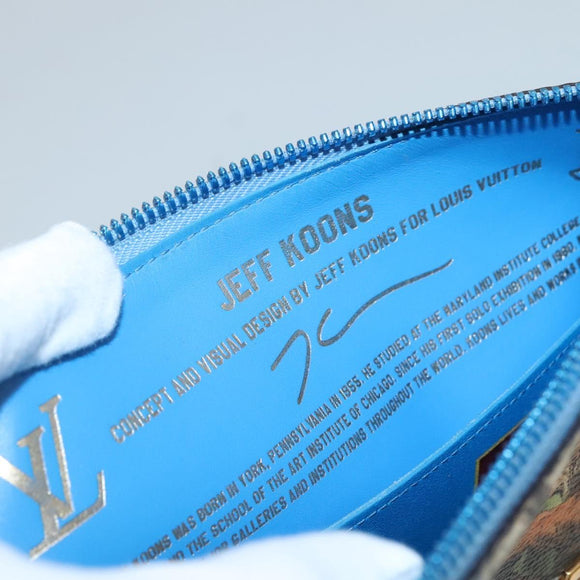 JEFF KOONS
CONCEPT AND VISUAL DESIGN BY JEFF KOONS FOR LOUIS VUITTON
KOONS WAS BORN IN YORK, PENNSYLVANIA IN 1955. HE STUDIED AT THE MARYLAND INSTITUTE COLLEGE
AND THE SCHOOL OF THE ART INSTITUTE OF CHICAGO. SINCE HIS FIRST SOLO EXHIBITION IN 1980,
GALLERIES AND INSTITUTIONS THROUGHOUT THE WORLD. KOONS LIVES AND WORKS
LV